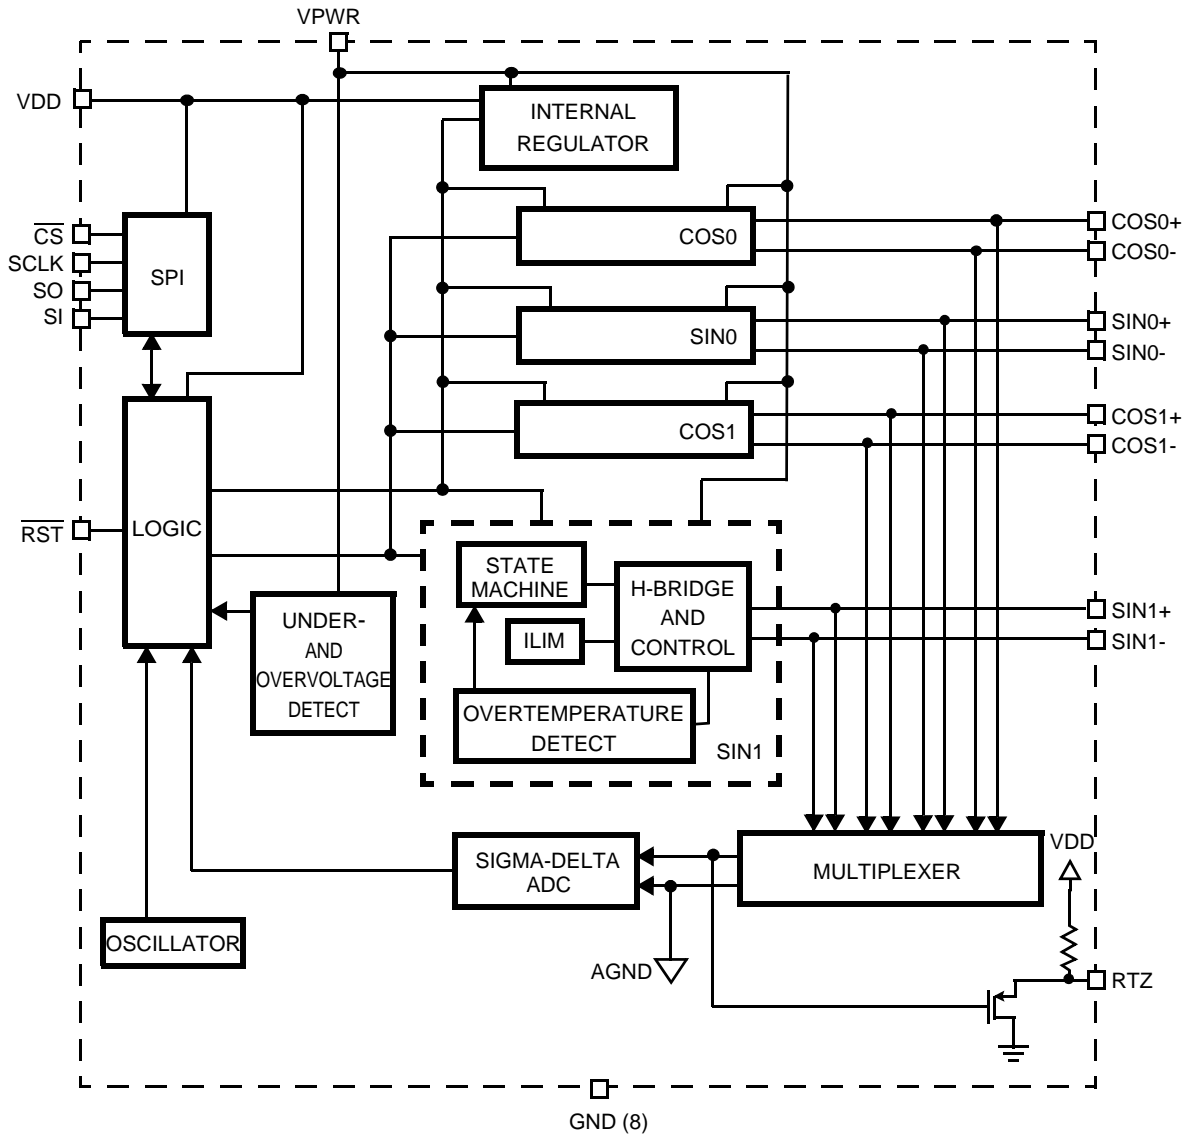 VPWR
VDD
INTERNAL
REGULATOR
CS
SCLK
SO
SI
SPI
COS0
COS0+
COS0-
SIN0
SIN0+
SIN0-
COS1
COS1+
COS1-
RST
LOGIC
STATE
MACHINE
H-BRIDGE
AND
CONTROL
ILIM
OVERTEMPERATURE
DETECT
SIN1
SIN1+
SIN1-
UNDER-
AND
OVERVOLTAGE
DETECT
SIGMA-DELTA
ADC
MULTIPLEXER
VDD
OSCILLATOR
AGND
RTZ
GND (8)